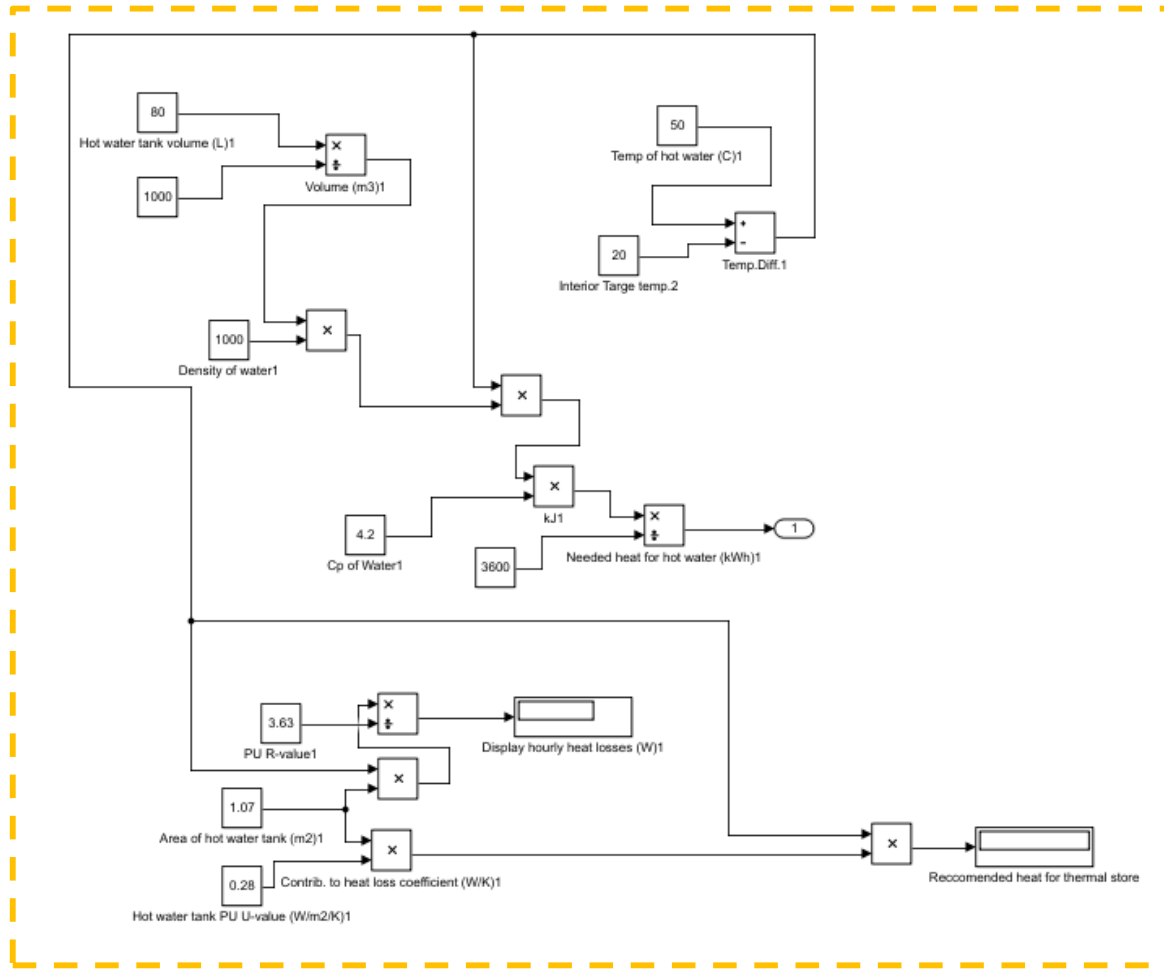 80
Hot water tank volume (L)1
1000
×
÷
Volume (m3)1
50
Temp of hot water (C)1
20
Interior Targe temp.2
+
-
Temp.Diff.1
1000
Density of water1
×
×
×
kJ1
4.2
Cp of Water1
3600
×
÷
Needed heat for hot water (kWh)1
1
3.63
PU R-value1
×
÷
Display hourly heat losses (W)1
×
1.07
Area of hot water tank (m2)1
×
Contrib. to heat loss coefficient (W/K)1
0.28
Hot water tank PU U-value (W/m2/K)1
×
Reccomended heat for thermal store